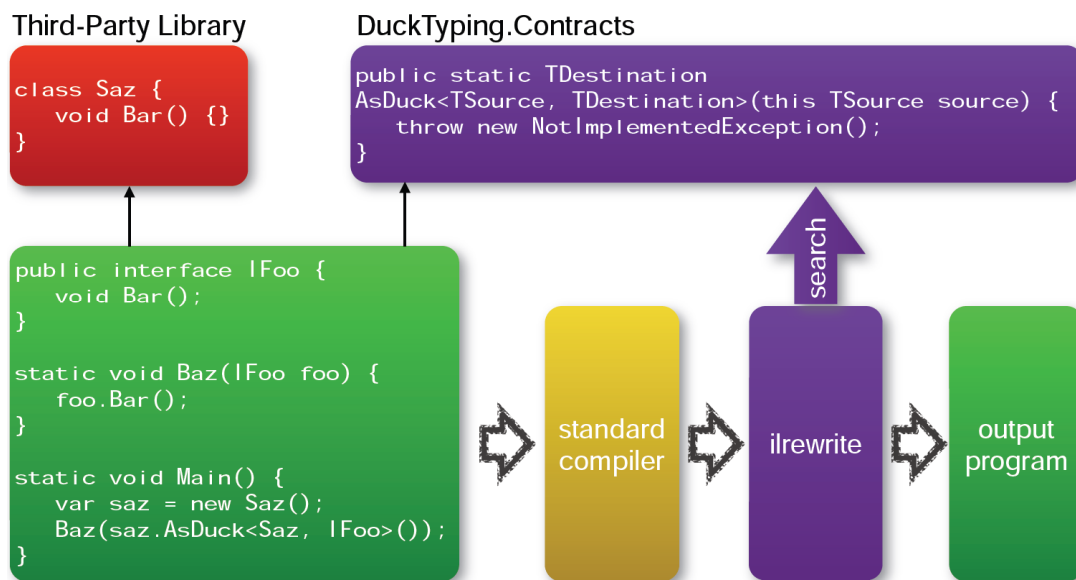 Third-Party Library
class Saz {
   void Bar() {}
}
DuckTyping.Contracts
public static TDestination
AsDuck<TSource, TDestination>(this TSource source) {
   throw new NotImplementedException();
}
public interface IFoo {
   void Bar();
}
static void Baz(IFoo foo) {
   foo.Bar();
}
static void Main() {
   var saz = new Saz();
   Baz(saz.AsDuck<Saz, IFoo>());
}
standard
compiler
search
ilrewrite
output
program